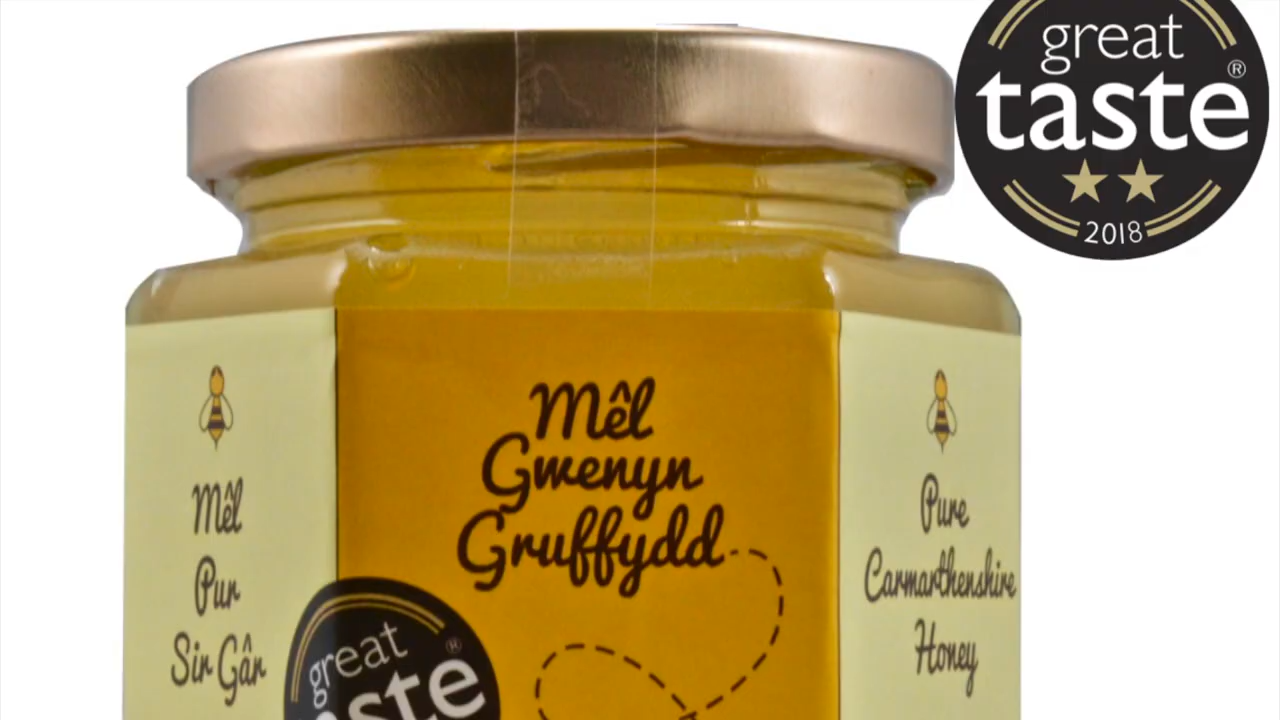 great
taste
®
2018
Mêl
Gwenyn
Gruffydd
Mêl
Pur
Sir Gâr
Pure
Carmarthenshire
Honey
great
®